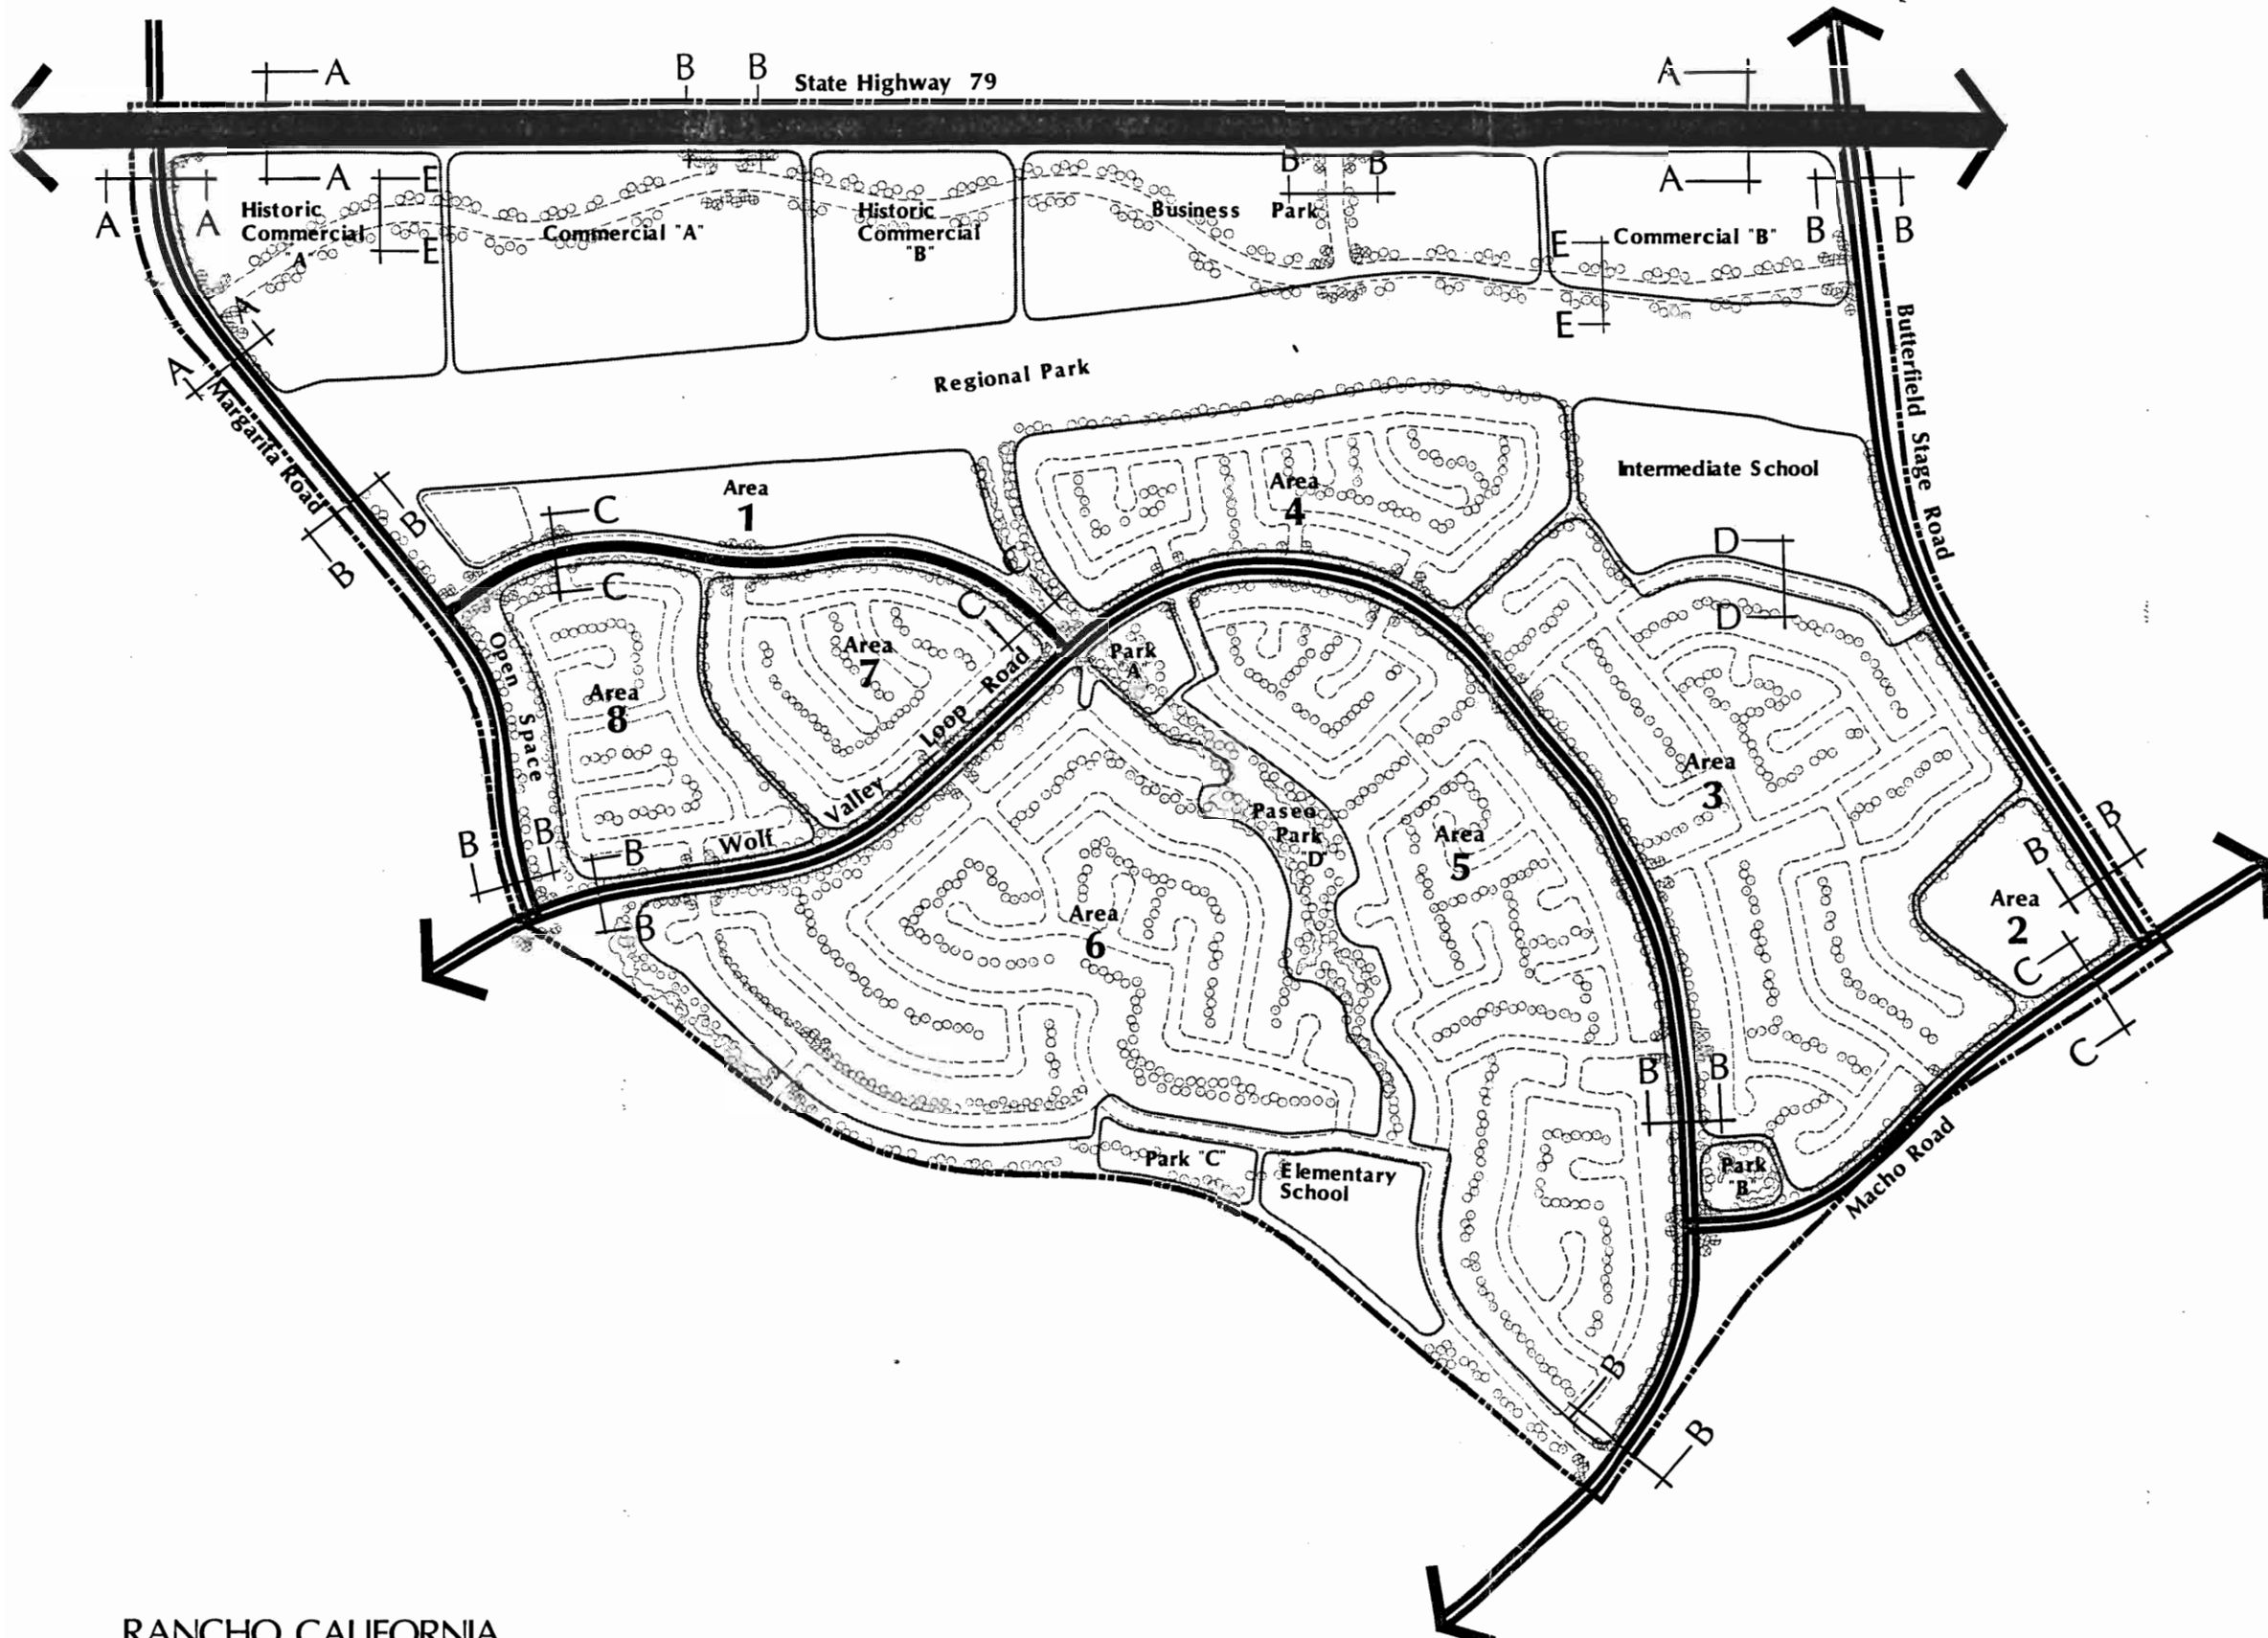 A
B
B
State Highway 79
A
A
E
B
B
A
A
A
Historic
Commercial
"A"
E
Commercial "A"
Historic
Commercial
"B"
Business Park
E
Commercial "B"
B
B
E
A
A
Margarita Road
Regional Park
Butterfield Stage Road
B
B
C
Area
1
C
Area
4
Intermediate School
D
D
C
C
Open Space
Area
8
Area
7
Park
"A"
Wolf Valley Loop Road
Area
3
Paseo
Park
"D"
Area
5
B
B
B
B
Area
6
B
B
Area
2
C
C
B
B
Park "C"
Elementary
School
Park
"B"
Macho Road
B
B
RANCHO CALIFORNIA